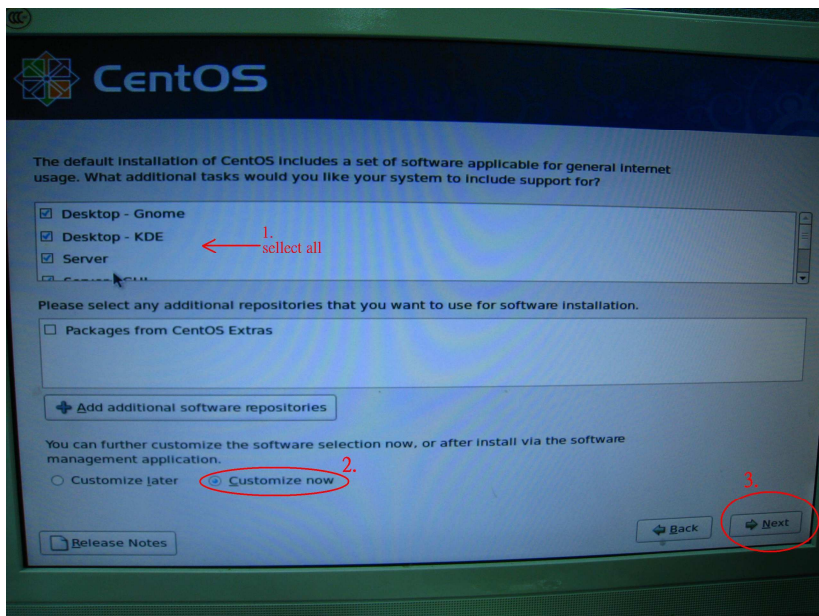 CentOS
The default installation of CentOS includes a set of software applicable for general internet
usage. What additional tasks would you like your system to include support for?
Desktop - Gnome
Desktop - KDE
1.
sellect all
Server
Please select any additional repositories that you want to use for software installation.
Packages from CentOS Extras
Add additional software repositories
You can further customize the software selection now, or after install via the software
management application.
2.
Customize later
Customize now
3.
Back
Next
Release Notes